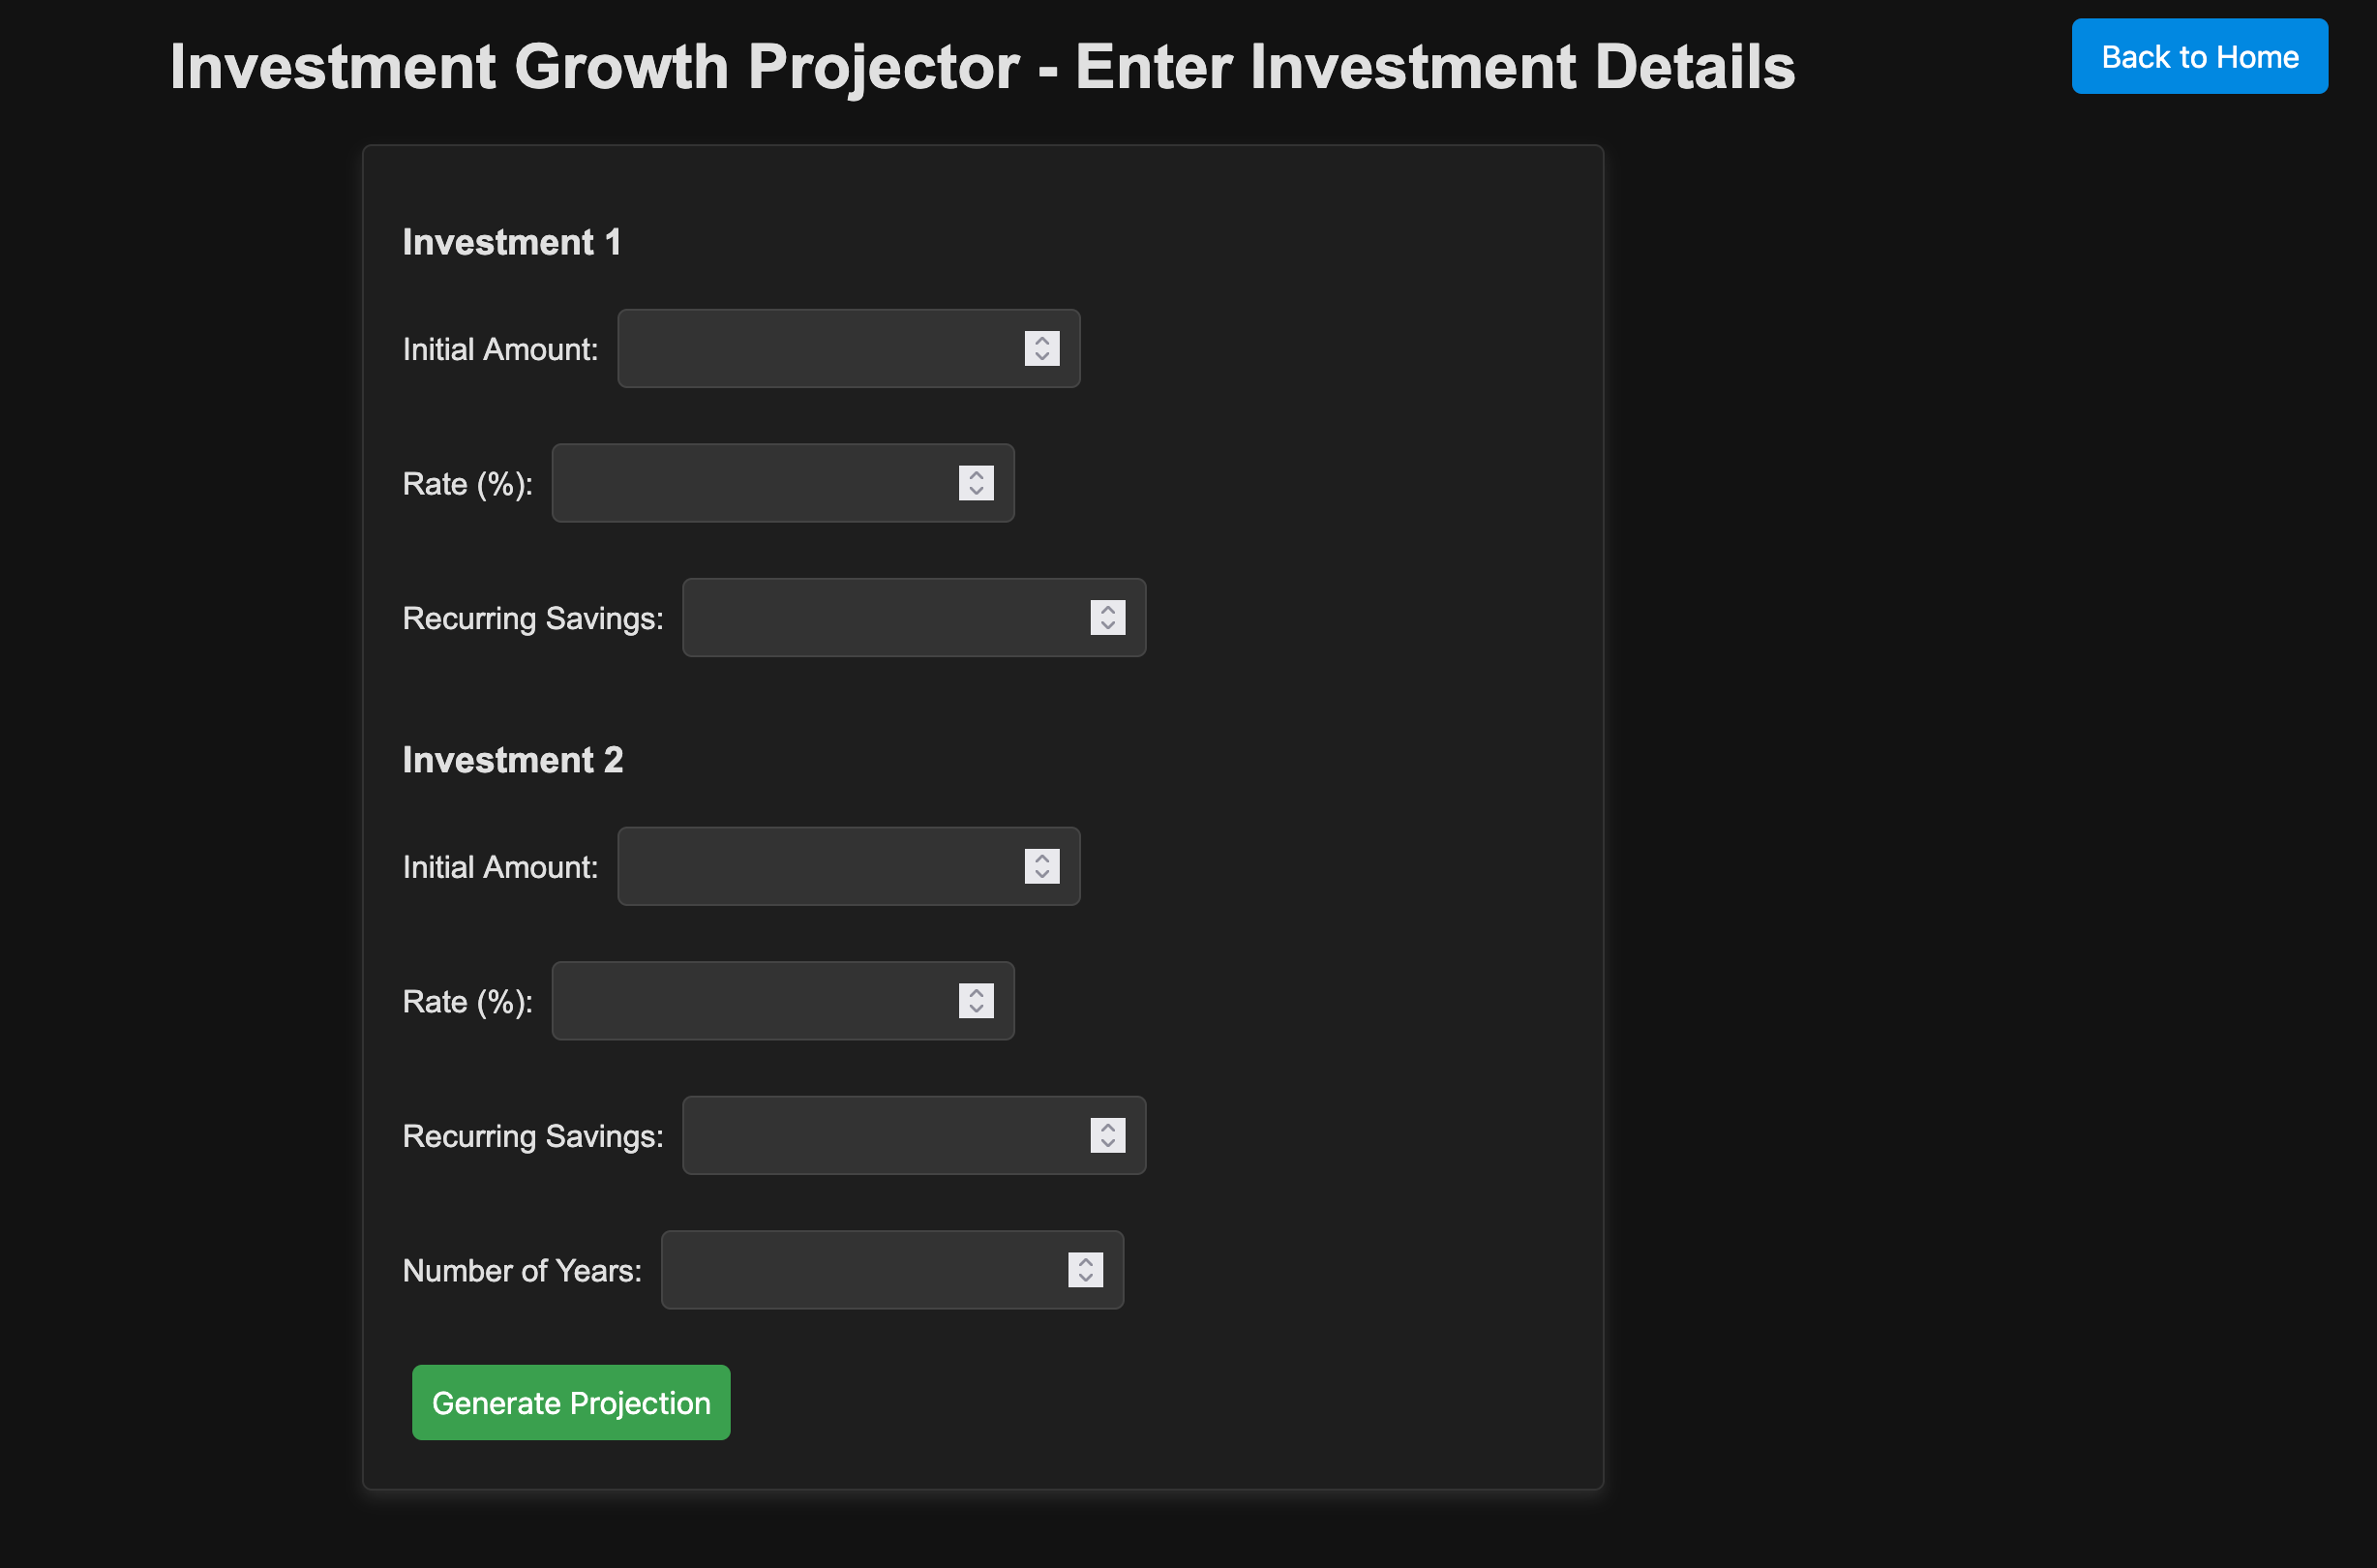 Investment Growth Projector - Enter Investment Details
Back to Home
Investment 1
Initial Amount:
Rate (%):
Recurring Savings:
Investment 2
Initial Amount:
Rate (%):
Recurring Savings:
Number of Years:
Generate Projection